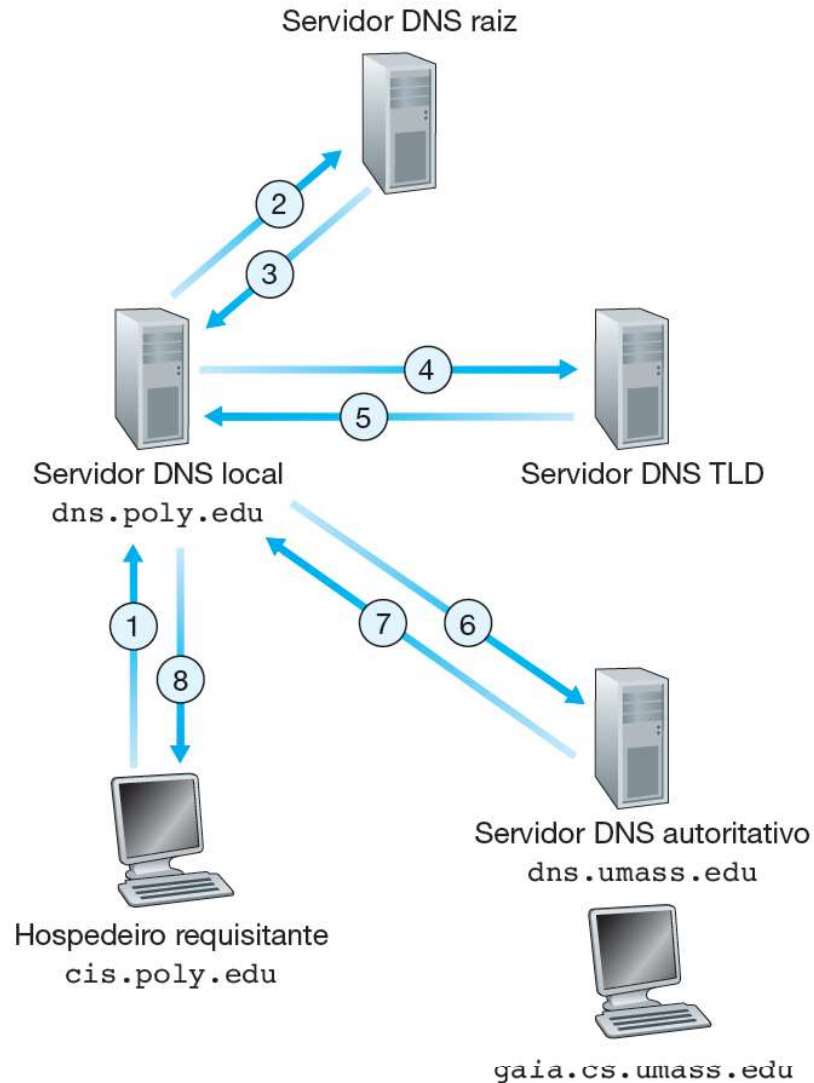 Servidor DNS raiz
2
3
4
5
Servidor DNS local
dns.poly.edu
Servidor DNS TLD
1
8
7
6
Servidor DNS autoritativo
dns.umass.edu
Hospedeiro requisitante
cis.poly.edu
gaia.cs.umass.edu